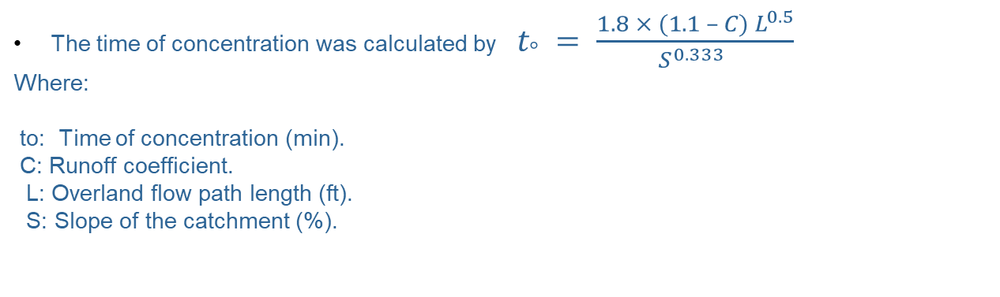 • The time of concentration was calculated by t∘ = 1.8 × (1.1 − C) L^0.5 / S^0.333
Where:
to: Time of concentration (min).
C: Runoff coefficient.
L: Overland flow path length (ft).
S: Slope of the catchment (%).